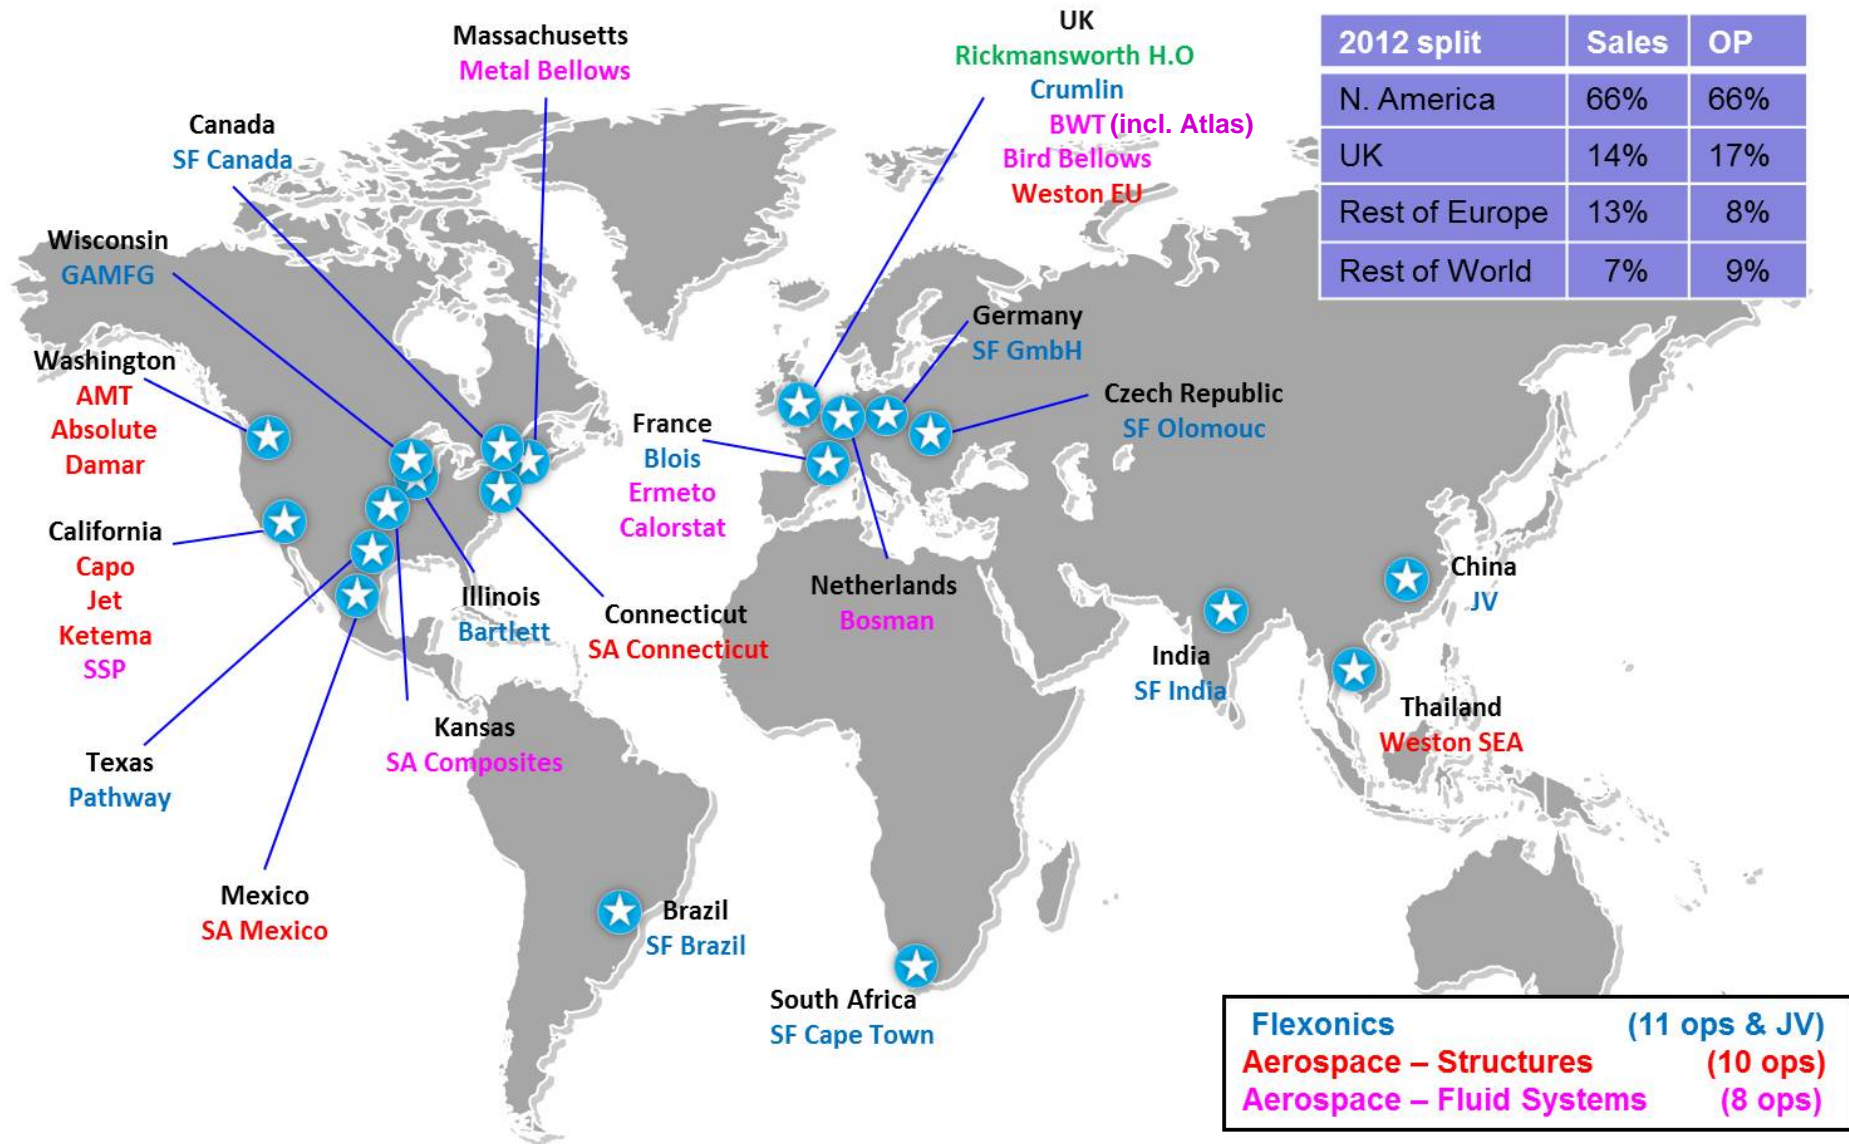 Massachusetts
Metal Bellows
Canada
SF Canada
Wisconsin
GAMFG
Washington
AMT
Absolute
Damar
California
Capo
Jet
Ketema
SSP
Texas
Pathway
Mexico
SA Mexico
Kansas
SA Composites
Illinois
Bartlett
Connecticut
SA Connecticut
Brazil
SF Brazil
UK
Rickmansworth H.O
Crumlin
BWT (incl. Atlas)
Bird Bellows
Weston EU
Germany
SF GmbH
Czech Republic
SF Olomouc
France
Blois
Ermeto
Calorstat
Netherlands
Bosman
South Africa
SF Cape Town
India
SF India
China
JV
Thailand
Weston SEA
2012 split Sales OP
N. America 66% 66%
UK 14% 17%
Rest of Europe 13% 8%
Rest of World 7% 9%
Flexonics (11 ops & JV)
Aerospace – Structures (10 ops)
Aerospace – Fluid Systems (8 ops)